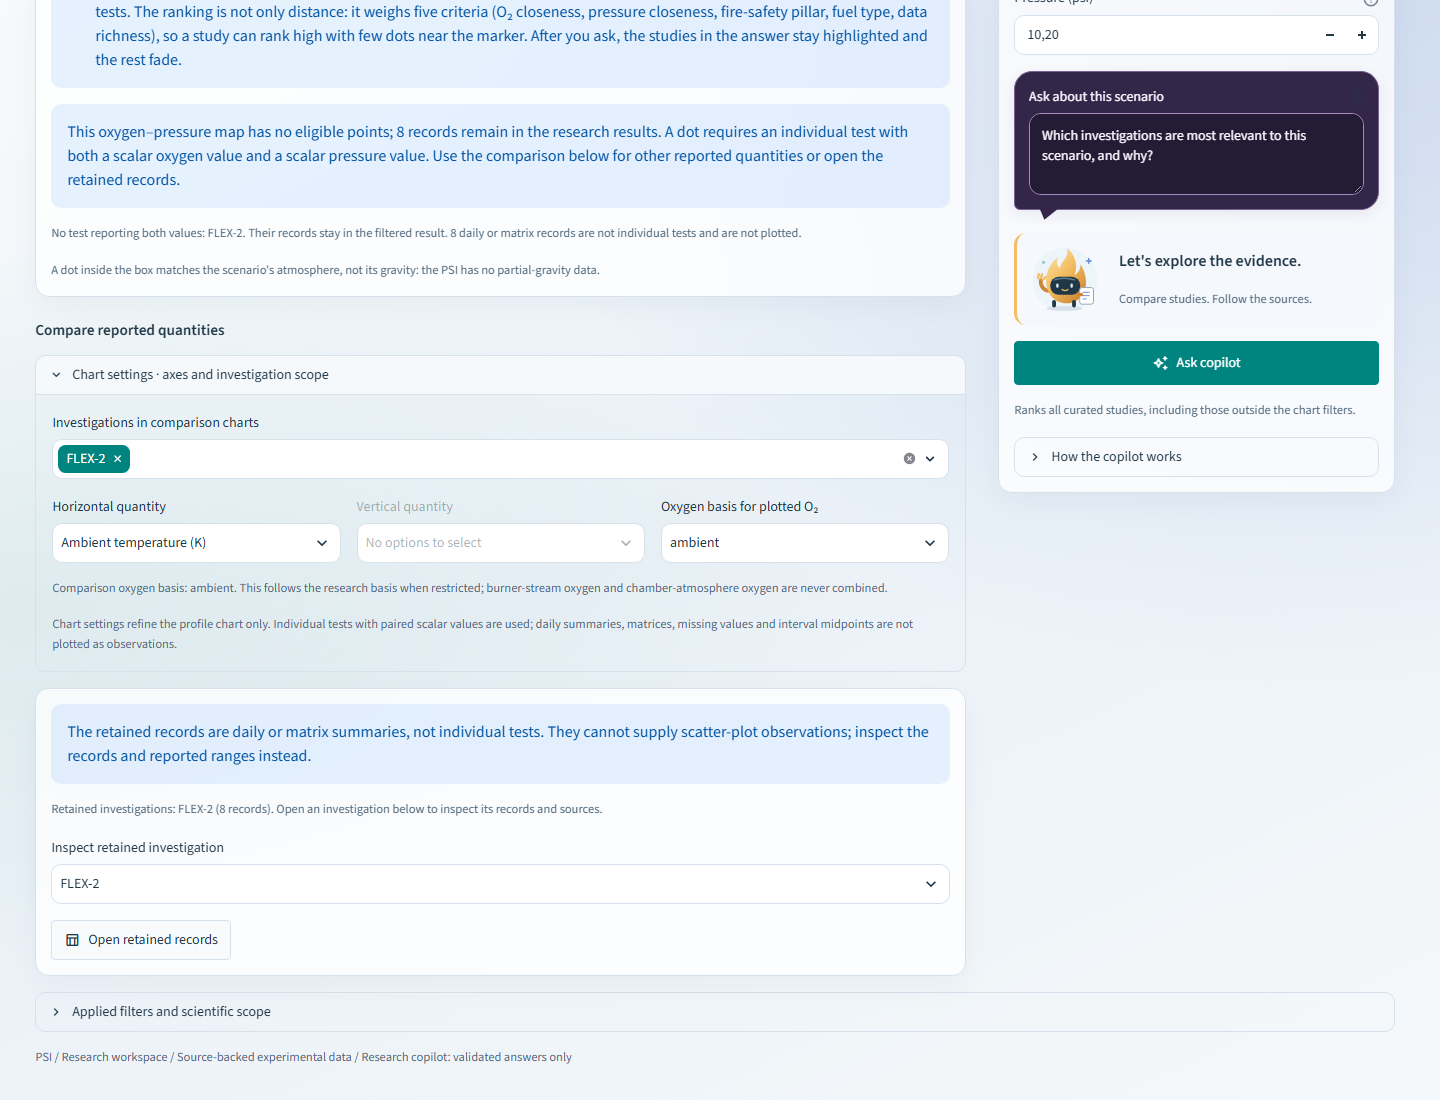 tests. The ranking is not only distance: it weighs five criteria (O₂ closeness, pressure closeness, fire-safety pillar, fuel type, data
richness), so a study can rank high with few dots near the marker. After you ask, the studies in the answer stay highlighted and
the rest fade.
This oxygen–pressure map has no eligible points; 8 records remain in the research results. A dot requires an individual test with
both a scalar oxygen value and a scalar pressure value. Use the comparison below for other reported quantities or open the
retained records.
No test reporting both values: FLEX-2. Their records stay in the filtered result. 8 daily or matrix records are not individual tests and are not plotted.
A dot inside the box matches the scenario's atmosphere, not its gravity: the PSI has no partial-gravity data.
Compare reported quantities
Chart settings · axes and investigation scope
Investigations in comparison charts
FLEX-2
Horizontal quantity
Vertical quantity
Oxygen basis for plotted O₂
Ambient temperature (K)
No options to select
ambient
Comparison oxygen basis: ambient. This follows the research basis when restricted; burner-stream oxygen and chamber-atmosphere oxygen are never combined.
Chart settings refine the profile chart only. Individual tests with paired scalar values are used; daily summaries, matrices, missing values and interval midpoints are not
plotted as observations.
The retained records are daily or matrix summaries, not individual tests. They cannot supply scatter-plot observations; inspect the
records and reported ranges instead.
Retained investigations: FLEX-2 (8 records). Open an investigation below to inspect its records and sources.
Inspect retained investigation
FLEX-2
Open retained records
Applied filters and scientific scope
PSI / Research workspace / Source-backed experimental data / Research copilot: validated answers only
Pressure (psi)
10,20
Ask about this scenario
Which investigations are most relevant to this
scenario, and why?
Let's explore the evidence.
Compare studies. Follow the sources.
Ask copilot
Ranks all curated studies, including those outside the chart filters.
How the copilot works